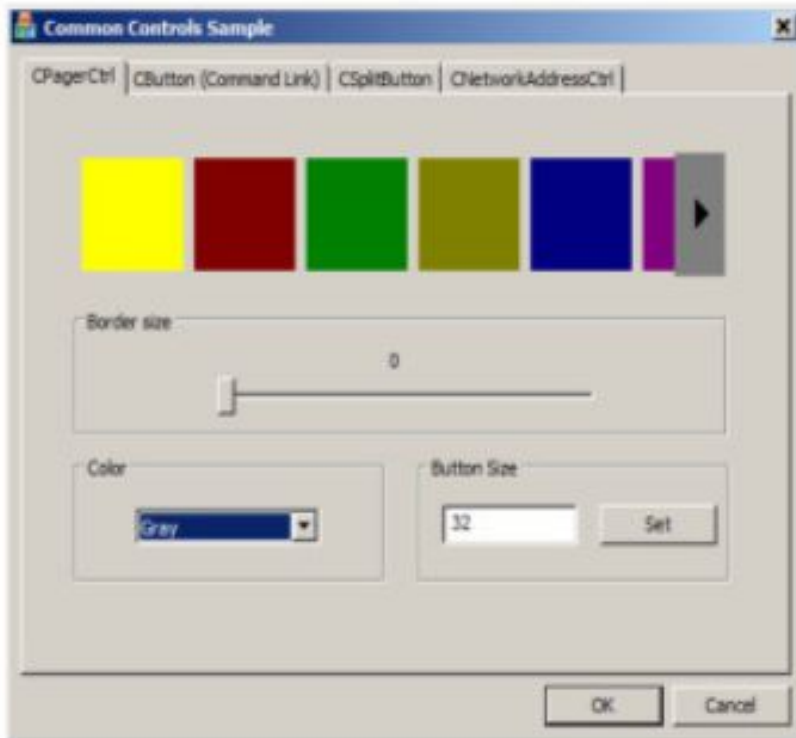 Common Controls Sample
CPagerCtrl CButton (Command Link) CSplitButton CNetworkAddressCtrl
Border size
0
Color
Button Size
Gray
32
Set
OK
Cancel